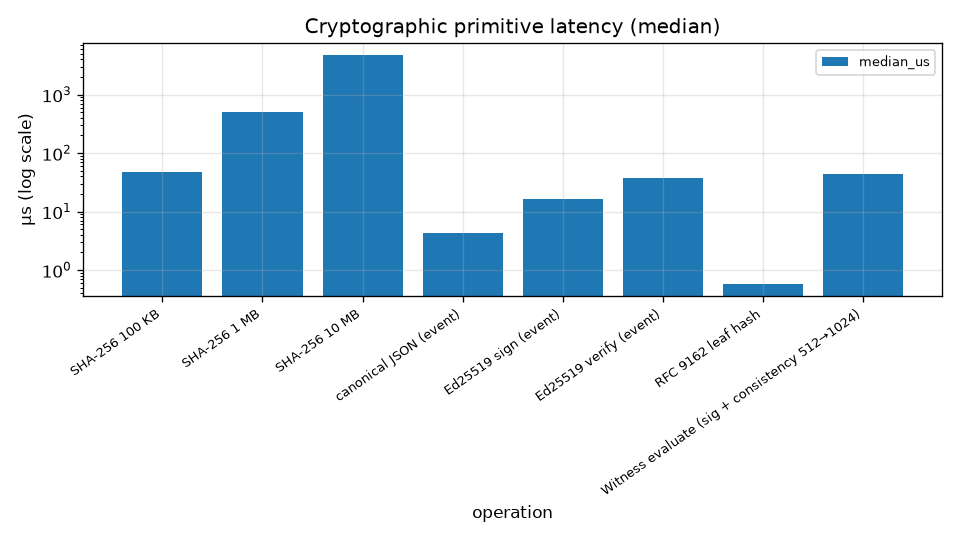 Cryptographic primitive latency (median)
median_us
µs (log scale)
10³
10²
10¹
10⁰
SHA-256 100 KB
SHA-256 1 MB
SHA-256 10 MB
canonical JSON (event)
Ed25519 sign (event)
Ed25519 verify (event)
RFC 9162 leaf hash
Witness evaluate (sig + consistency 512→1024)
operation